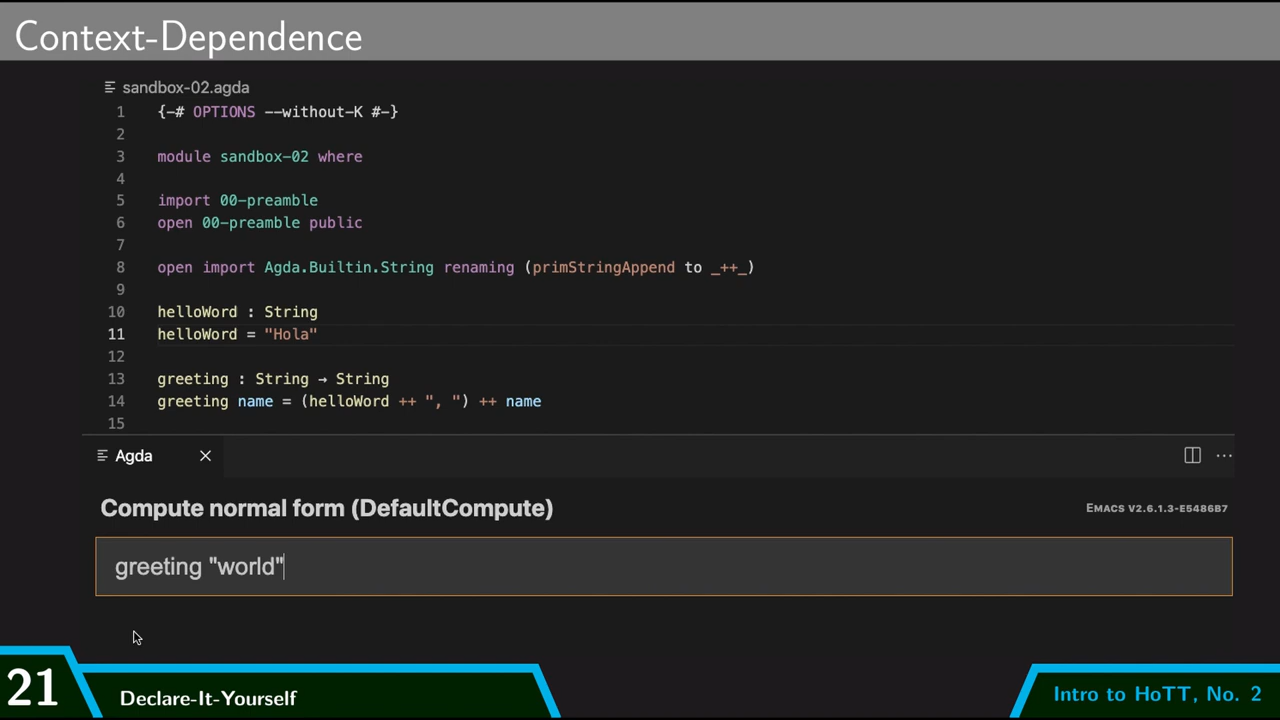 Context-Dependence
sandbox-02.agda
1 {-# OPTIONS --without-K #-}
2
3 module sandbox-02 where
4
5 import 00-preamble
6 open 00-preamble public
7
8 open import Agda.Builtin.String renaming (primStringAppend to _++_)
9
10 helloWord : String
11 helloWord = "Hola"
12
13 greeting : String → String
14 greeting name = (helloWord ++ ", ") ++ name
15
Agda
Compute normal form (DefaultCompute)
EMACS V2.6.1.3-E5486B7
greeting "world"
21
Declare-It-Yourself
Intro to HoTT, No. 2